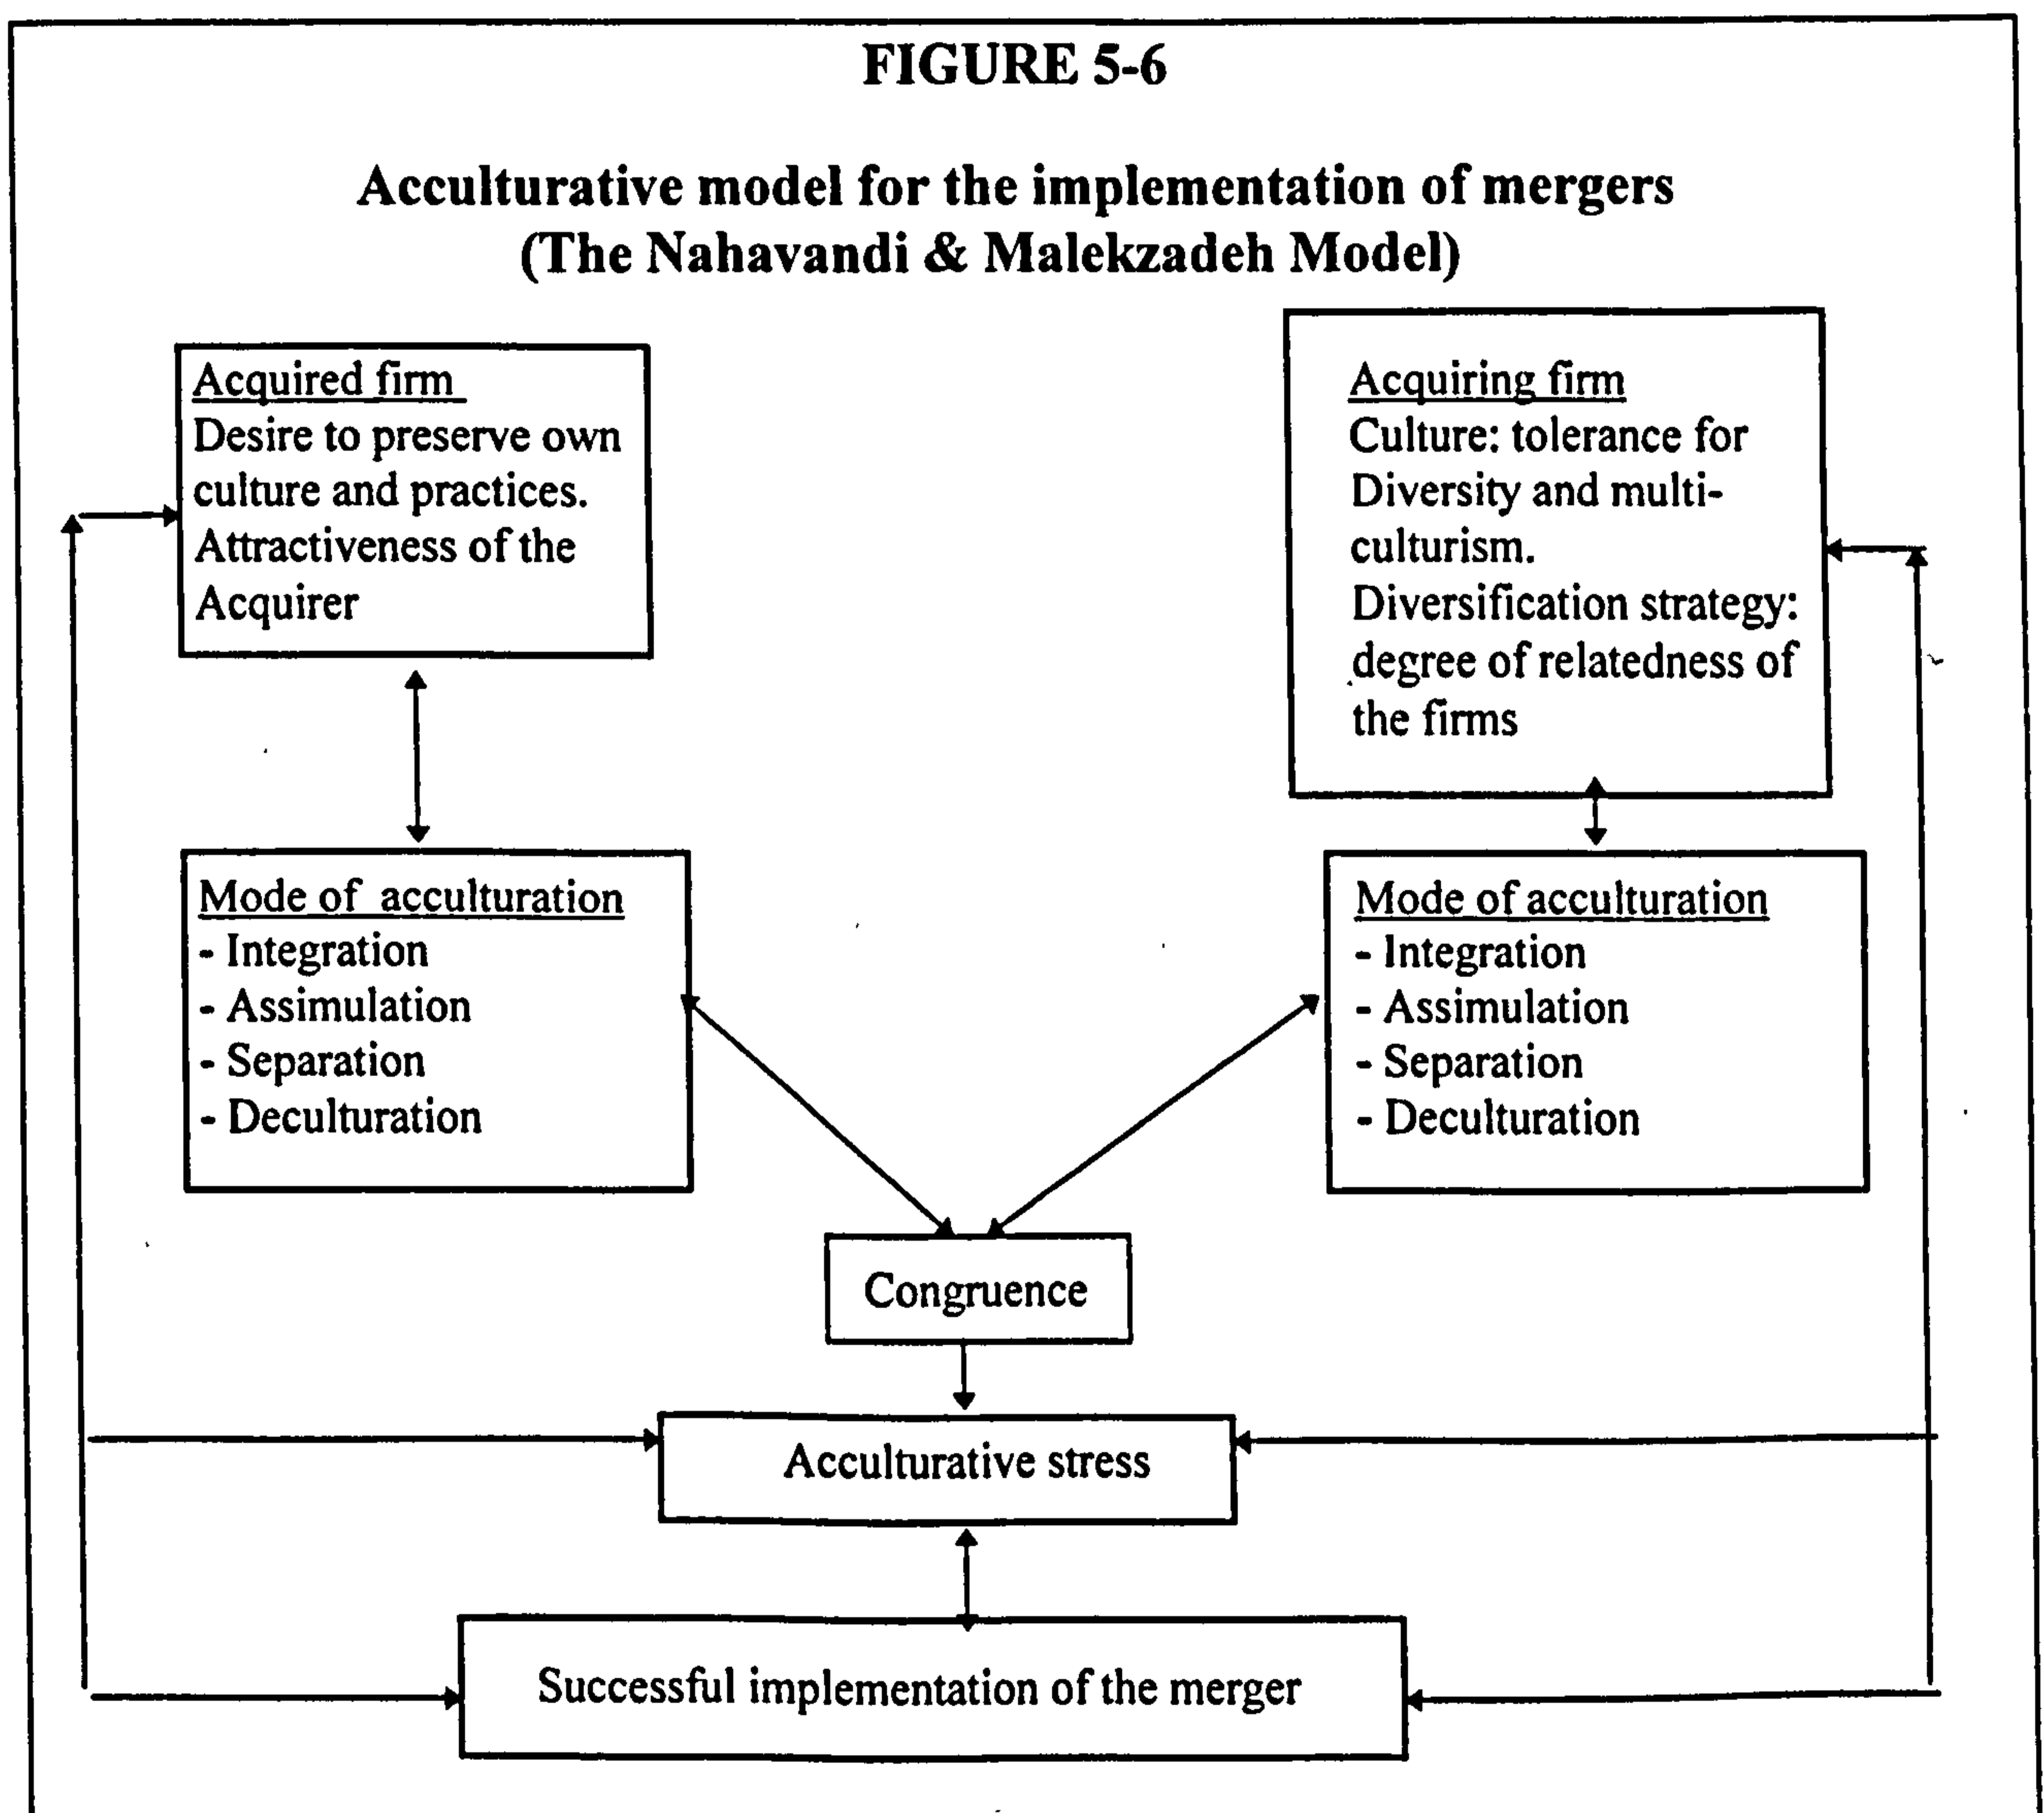 FIGURE 5-6
Acculturative model for the implementation of mergers
(The Nahavandi & Malekzadeh Model)
Acquired firm
Desire to preserve own
culture and practices.
Attractiveness of the
Acquirer
Acquiring firm
Culture: tolerance for
Diversity and multi-
culturism.
Diversification strategy:
degree of relatedness of
the firms
Mode of acculturation
- Integration
- Assimulation
- Separation
- Deculturation
Mode of acculturation
- Integration
- Assimulation
- Separation
- Deculturation
Congruence
Acculturative stress
Successful implementation of the merger